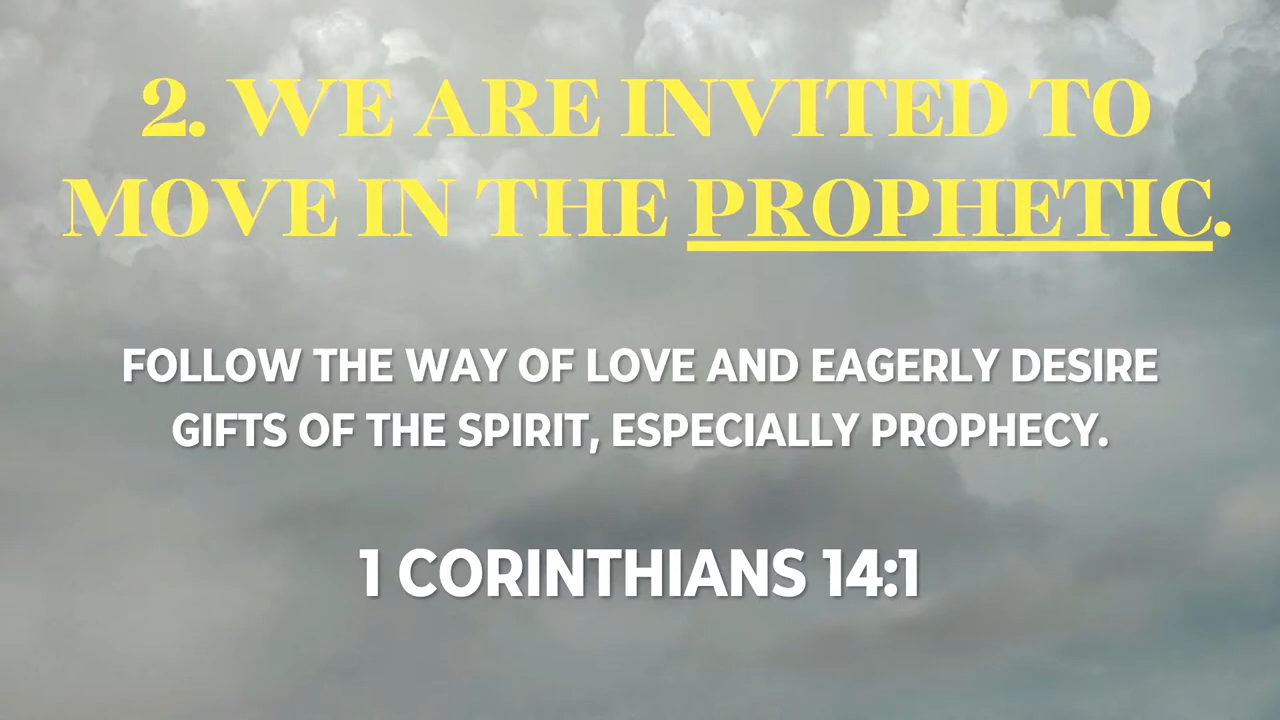 2. WE ARE INVITED TO
MOVE IN THE PROPHETIC.
FOLLOW THE WAY OF LOVE AND EAGERLY DESIRE
GIFTS OF THE SPIRIT, ESPECIALLY PROPHECY.
1 CORINTHIANS 14:1